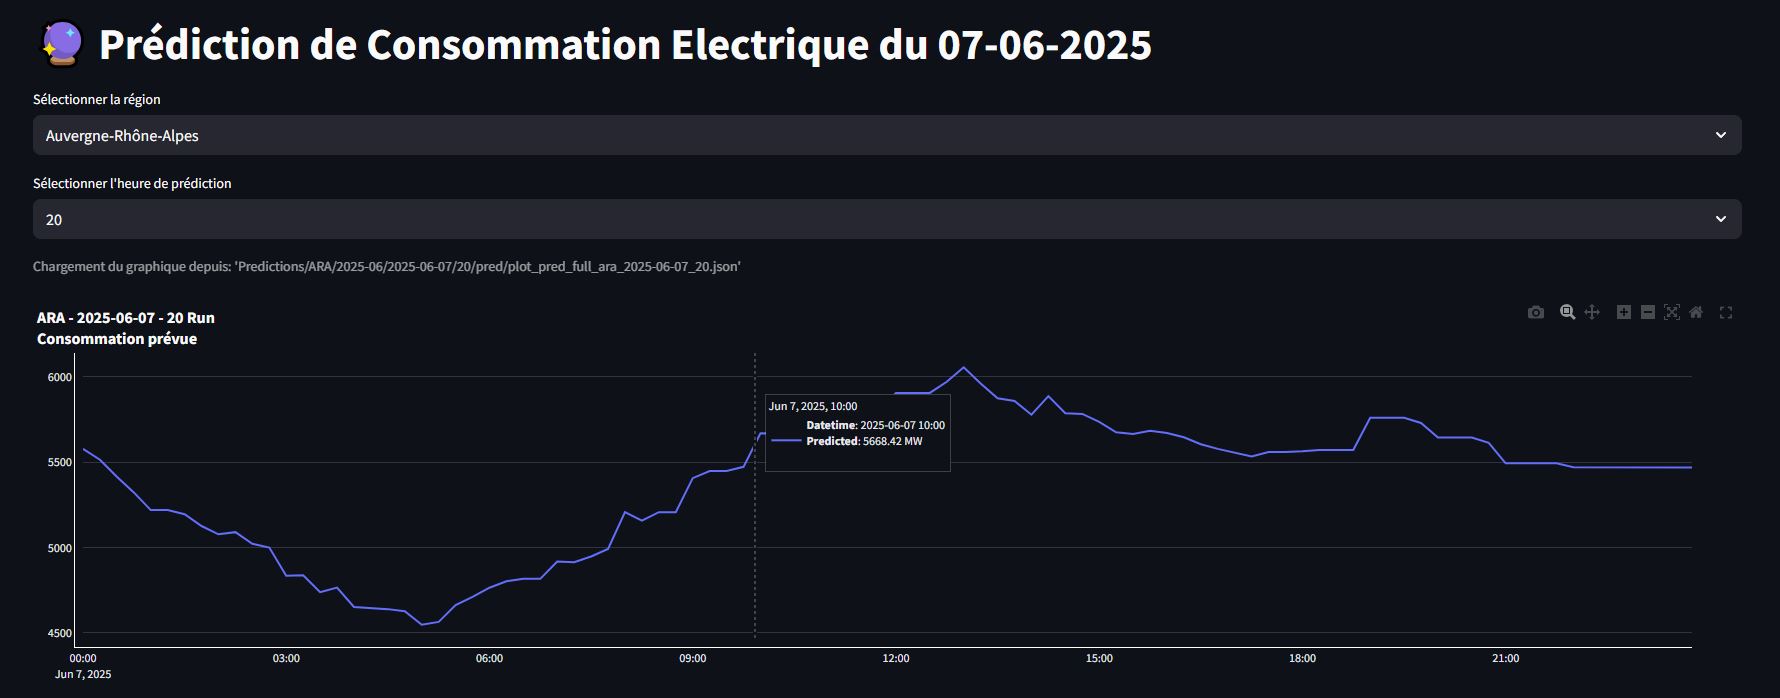 Prédiction de Consommation Electrique du 07-06-2025
Sélectionner la région
Auvergne-Rhône-Alpes
Sélectionner l'heure de prédiction
20
Chargement du graphique depuis: 'Predictions/ARA/2025-06/2025-06-07/20/pred/plot_pred_full_ara_2025-06-07_20.json'
ARA - 2025-06-07 - 20 Run
Consommation prévue
6000
5500
5000
4500
Jun 7, 2025, 10:00
Datetime: 2025-06-07 10:00
Predicted: 5668.42 MW
00:00 03:00 06:00 09:00 12:00 15:00 18:00 21:00
Jun 7, 2025